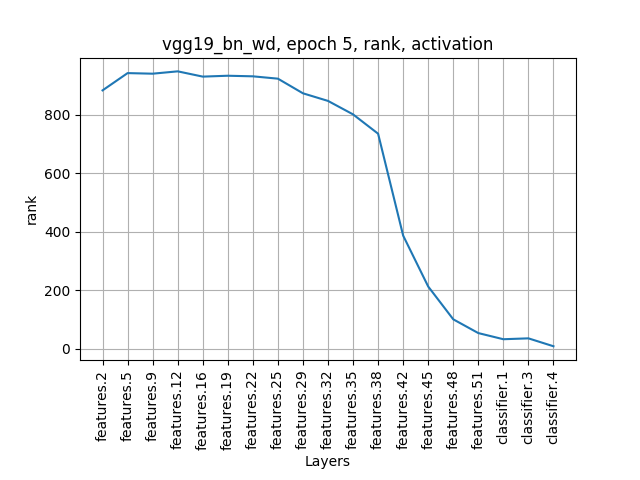 vgg19_bn_wd, epoch 5, rank, activation
rank
800
600
400
200
0
features.2
features.5
features.9
features.12
features.16
features.19
features.22
features.25
features.29
features.32
features.35
features.38
features.42
features.45
features.48
features.51
classifier.1
classifier.3
classifier.4
Layers